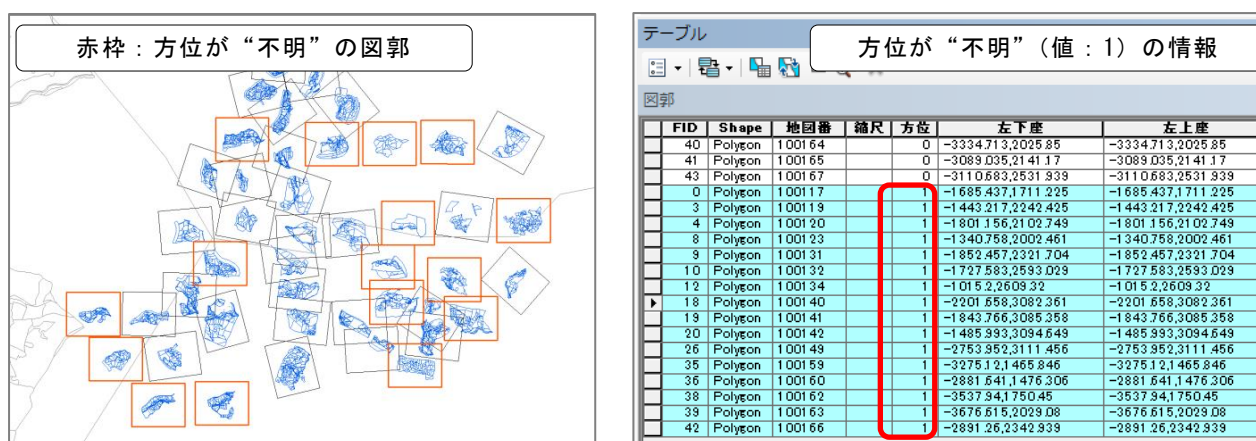 赤枠：方位が“不明”の図郭
テーブル
方位が“不明”（値：1）の情報
図郭
FID Shape 地図番 縮尺 方位 左下座 左上座
40 Polygon 100164 0 -3334.713,2025.85 -3334.713,2025.85
41 Polygon 100165 0 -3089.035,2141.17 -3089.035,2141.17
43 Polygon 100167 0 -3110.683,2531.939 -3110.683,2531.939
0 Polygon 100117 1 -1685.437,1711.225 -1685.437,1711.225
3 Polygon 100119 1 -1443.217,2242.425 -1443.217,2242.425
4 Polygon 100120 1 -1801.156,2102.749 -1801.156,2102.749
8 Polygon 100123 1 -1340.758,2002.461 -1340.758,2002.461
9 Polygon 100131 1 -1852.457,2321.704 -1852.457,2321.704
10 Polygon 100132 1 -1727.583,2593.029 -1727.583,2593.029
12 Polygon 100134 1 -1015.2,2609.32 -1015.2,2609.32
18 Polygon 100140 1 -2201.658,3082.361 -2201.658,3082.361
19 Polygon 100141 1 -1843.766,3085.358 -1843.766,3085.358
20 Polygon 100142 1 -1485.993,3094.649 -1485.993,3094.649
26 Polygon 100149 1 -2753.952,3111.456 -2753.952,3111.456
35 Polygon 100159 1 -3275.12,1465.846 -3275.12,1465.846
36 Polygon 100160 1 -2881.641,1476.306 -2881.641,1476.306
38 Polygon 100162 1 -3537.94,1750.45 -3537.94,1750.45
39 Polygon 100163 1 -3676.615,2029.08 -3676.615,2029.08
42 Polygon 100166 1 -2891.26,2342.939 -2891.26,2342.939